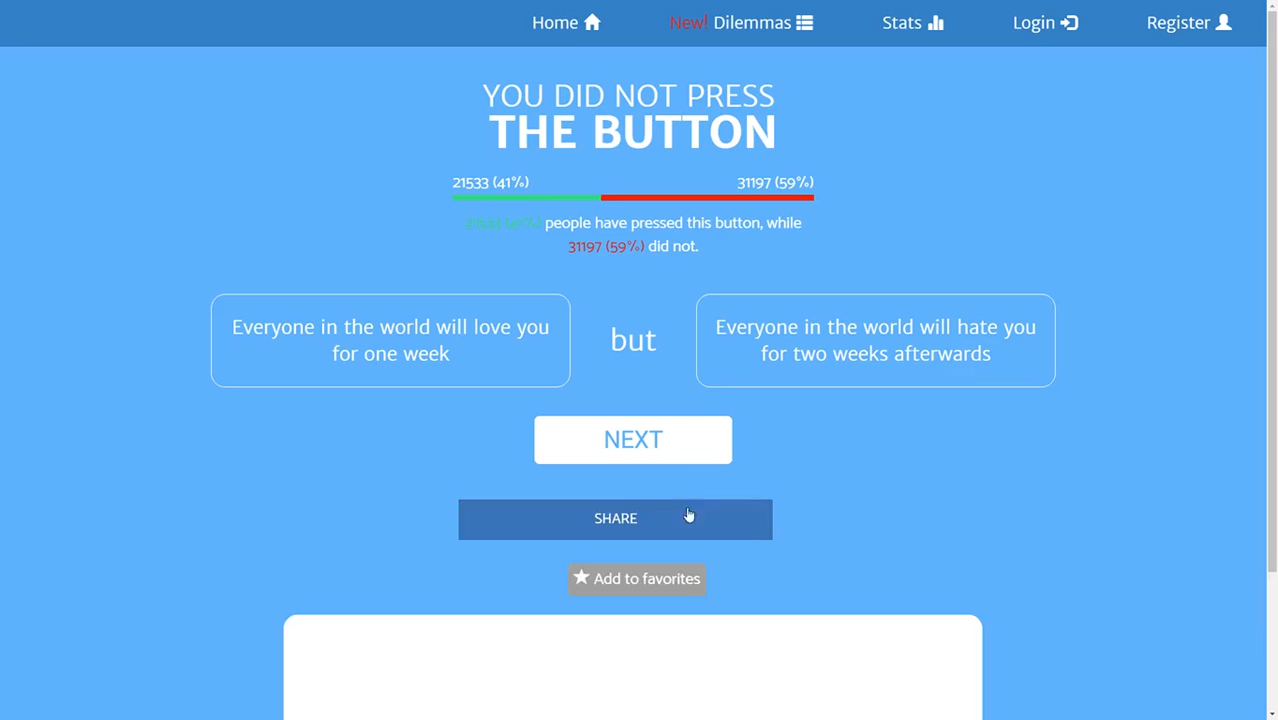 Home
New! Dilemmas
Stats
Login
Register
YOU DID NOT PRESS
THE BUTTON
21533 (41%)
31197 (59%)
21533 (41%) people have pressed this button, while
31197 (59%) did not.
Everyone in the world will love you
for one week
but
Everyone in the world will hate you
for two weeks afterwards
NEXT
SHARE
Add to favorites